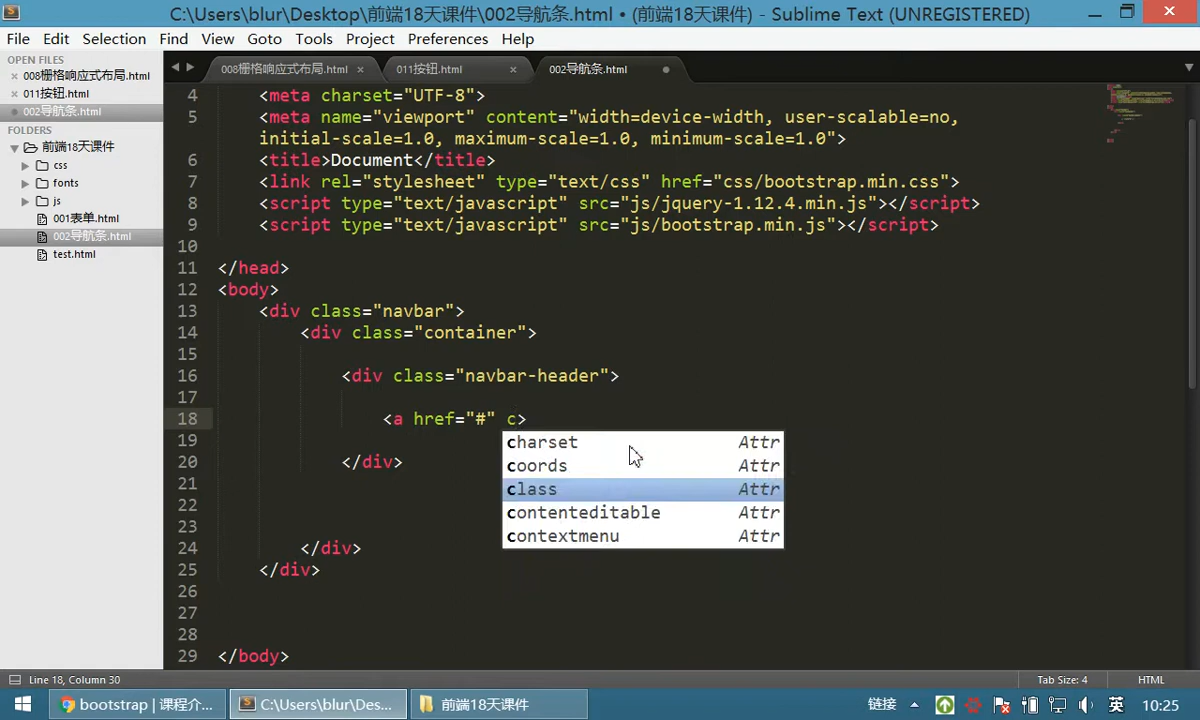 C:\Users\blur\Desktop\前端18天课件\002导航条.html • (前端18天课件) - Sublime Text (UNREGISTERED)
File Edit Selection Find View Goto Tools Project Preferences Help
OPEN FILES
008栅格响应式布局.html
011按钮.html
002导航条.html
FOLDERS
前端18天课件
css
fonts
js
001表单.html
002导航条.html
test.html
008栅格响应式布局.html × 011按钮.html × 002导航条.html
4 <meta charset="UTF-8">
5 <meta name="viewport" content="width=device-width, user-scalable=no,
initial-scale=1.0, maximum-scale=1.0, minimum-scale=1.0">
6 <title>Document</title>
7 <link rel="stylesheet" type="text/css" href="css/bootstrap.min.css">
8 <script type="text/javascript" src="js/jquery-1.12.4.min.js"></script>
9 <script type="text/javascript" src="js/bootstrap.min.js"></script>
10
11 </head>
12 <body>
13 <div class="navbar">
14 <div class="container">
15
16 <div class="navbar-header">
17
18 <a href="#" c>
19
20 </div>
21
22
23
24 </div>
25 </div>
26
27
28
29 </body>
charset Attr
coords Attr
class Attr
contenteditable Attr
contextmenu Attr
Line 18, Column 30 Tab Size: 4 HTML
bootstrap | 课程介... C:\Users\blur\Des... 前端18天课件 链接 英 10:25